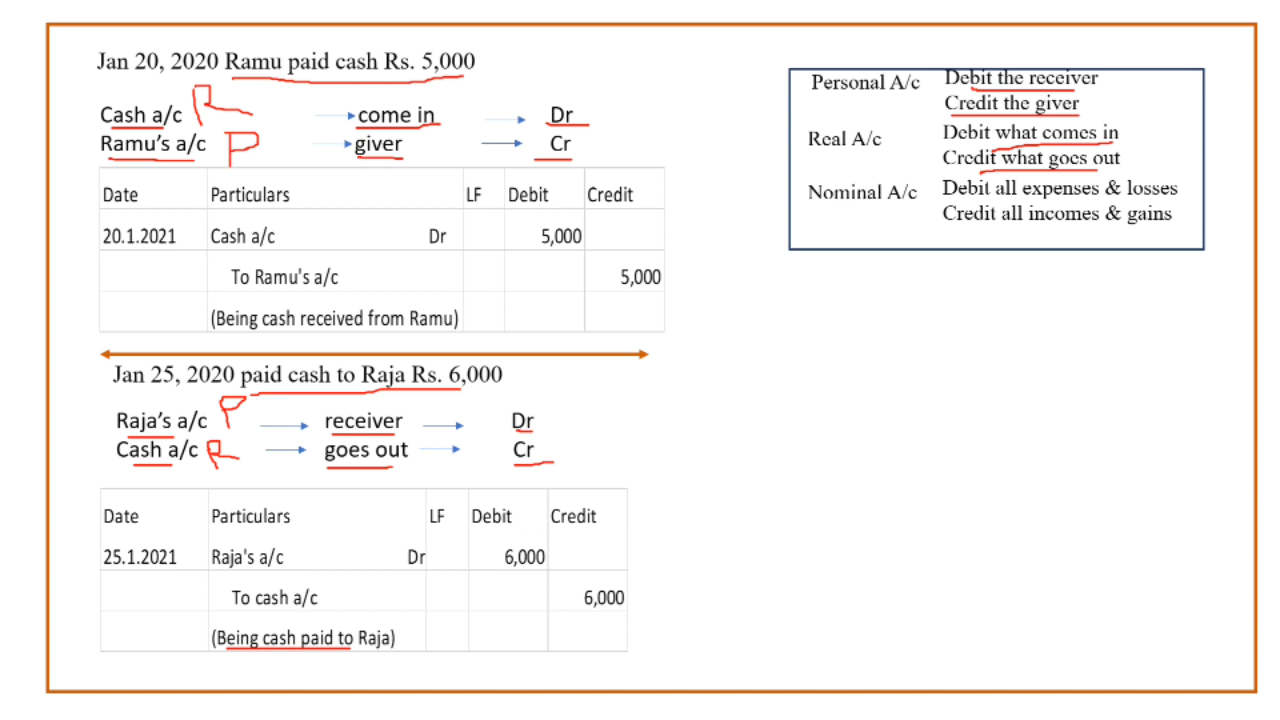 Jan 20, 2020 Ramu paid cash Rs. 5,000
Cash a/c R come in Dr
Ramu's a/c P giver Cr
Date Particulars LF Debit Credit
20.1.2021 Cash a/c Dr 5,000
To Ramu's a/c 5,000
(Being cash received from Ramu)
Jan 25, 2020 paid cash to Raja Rs. 6,000
Raja's a/c P receiver Dr
Cash a/c R goes out Cr
Date Particulars LF Debit Credit
25.1.2021 Raja's a/c Dr 6,000
To cash a/c 6,000
(Being cash paid to Raja)
Personal A/c Debit the receiver
Credit the giver
Real A/c Debit what comes in
Credit what goes out
Nominal A/c Debit all expenses & losses
Credit all incomes & gains